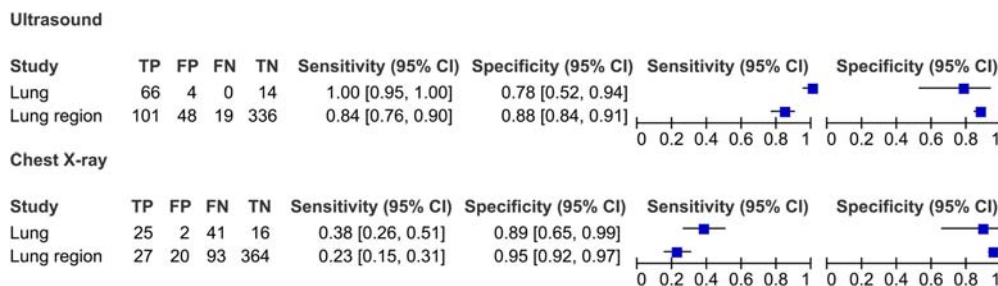 Ultrasound
Study TP FP FN TN Sensitivity (95% CI) Specificity (95% CI) Sensitivity (95% CI) Specificity (95% CI)
Lung 66 4 0 14 1.00 [0.95, 1.00] 0.78 [0.52, 0.94]
Lung region 101 48 19 336 0.84 [0.76, 0.90] 0.88 [0.84, 0.91]
0 0.2 0.4 0.6 0.8 1 0 0.2 0.4 0.6 0.8 1
Chest X-ray
Study TP FP FN TN Sensitivity (95% CI) Specificity (95% CI) Sensitivity (95% CI) Specificity (95% CI)
Lung 25 2 41 16 0.38 [0.26, 0.51] 0.89 [0.65, 0.99]
Lung region 27 20 93 364 0.23 [0.15, 0.31] 0.95 [0.92, 0.97]
0 0.2 0.4 0.6 0.8 1 0 0.2 0.4 0.6 0.8 1